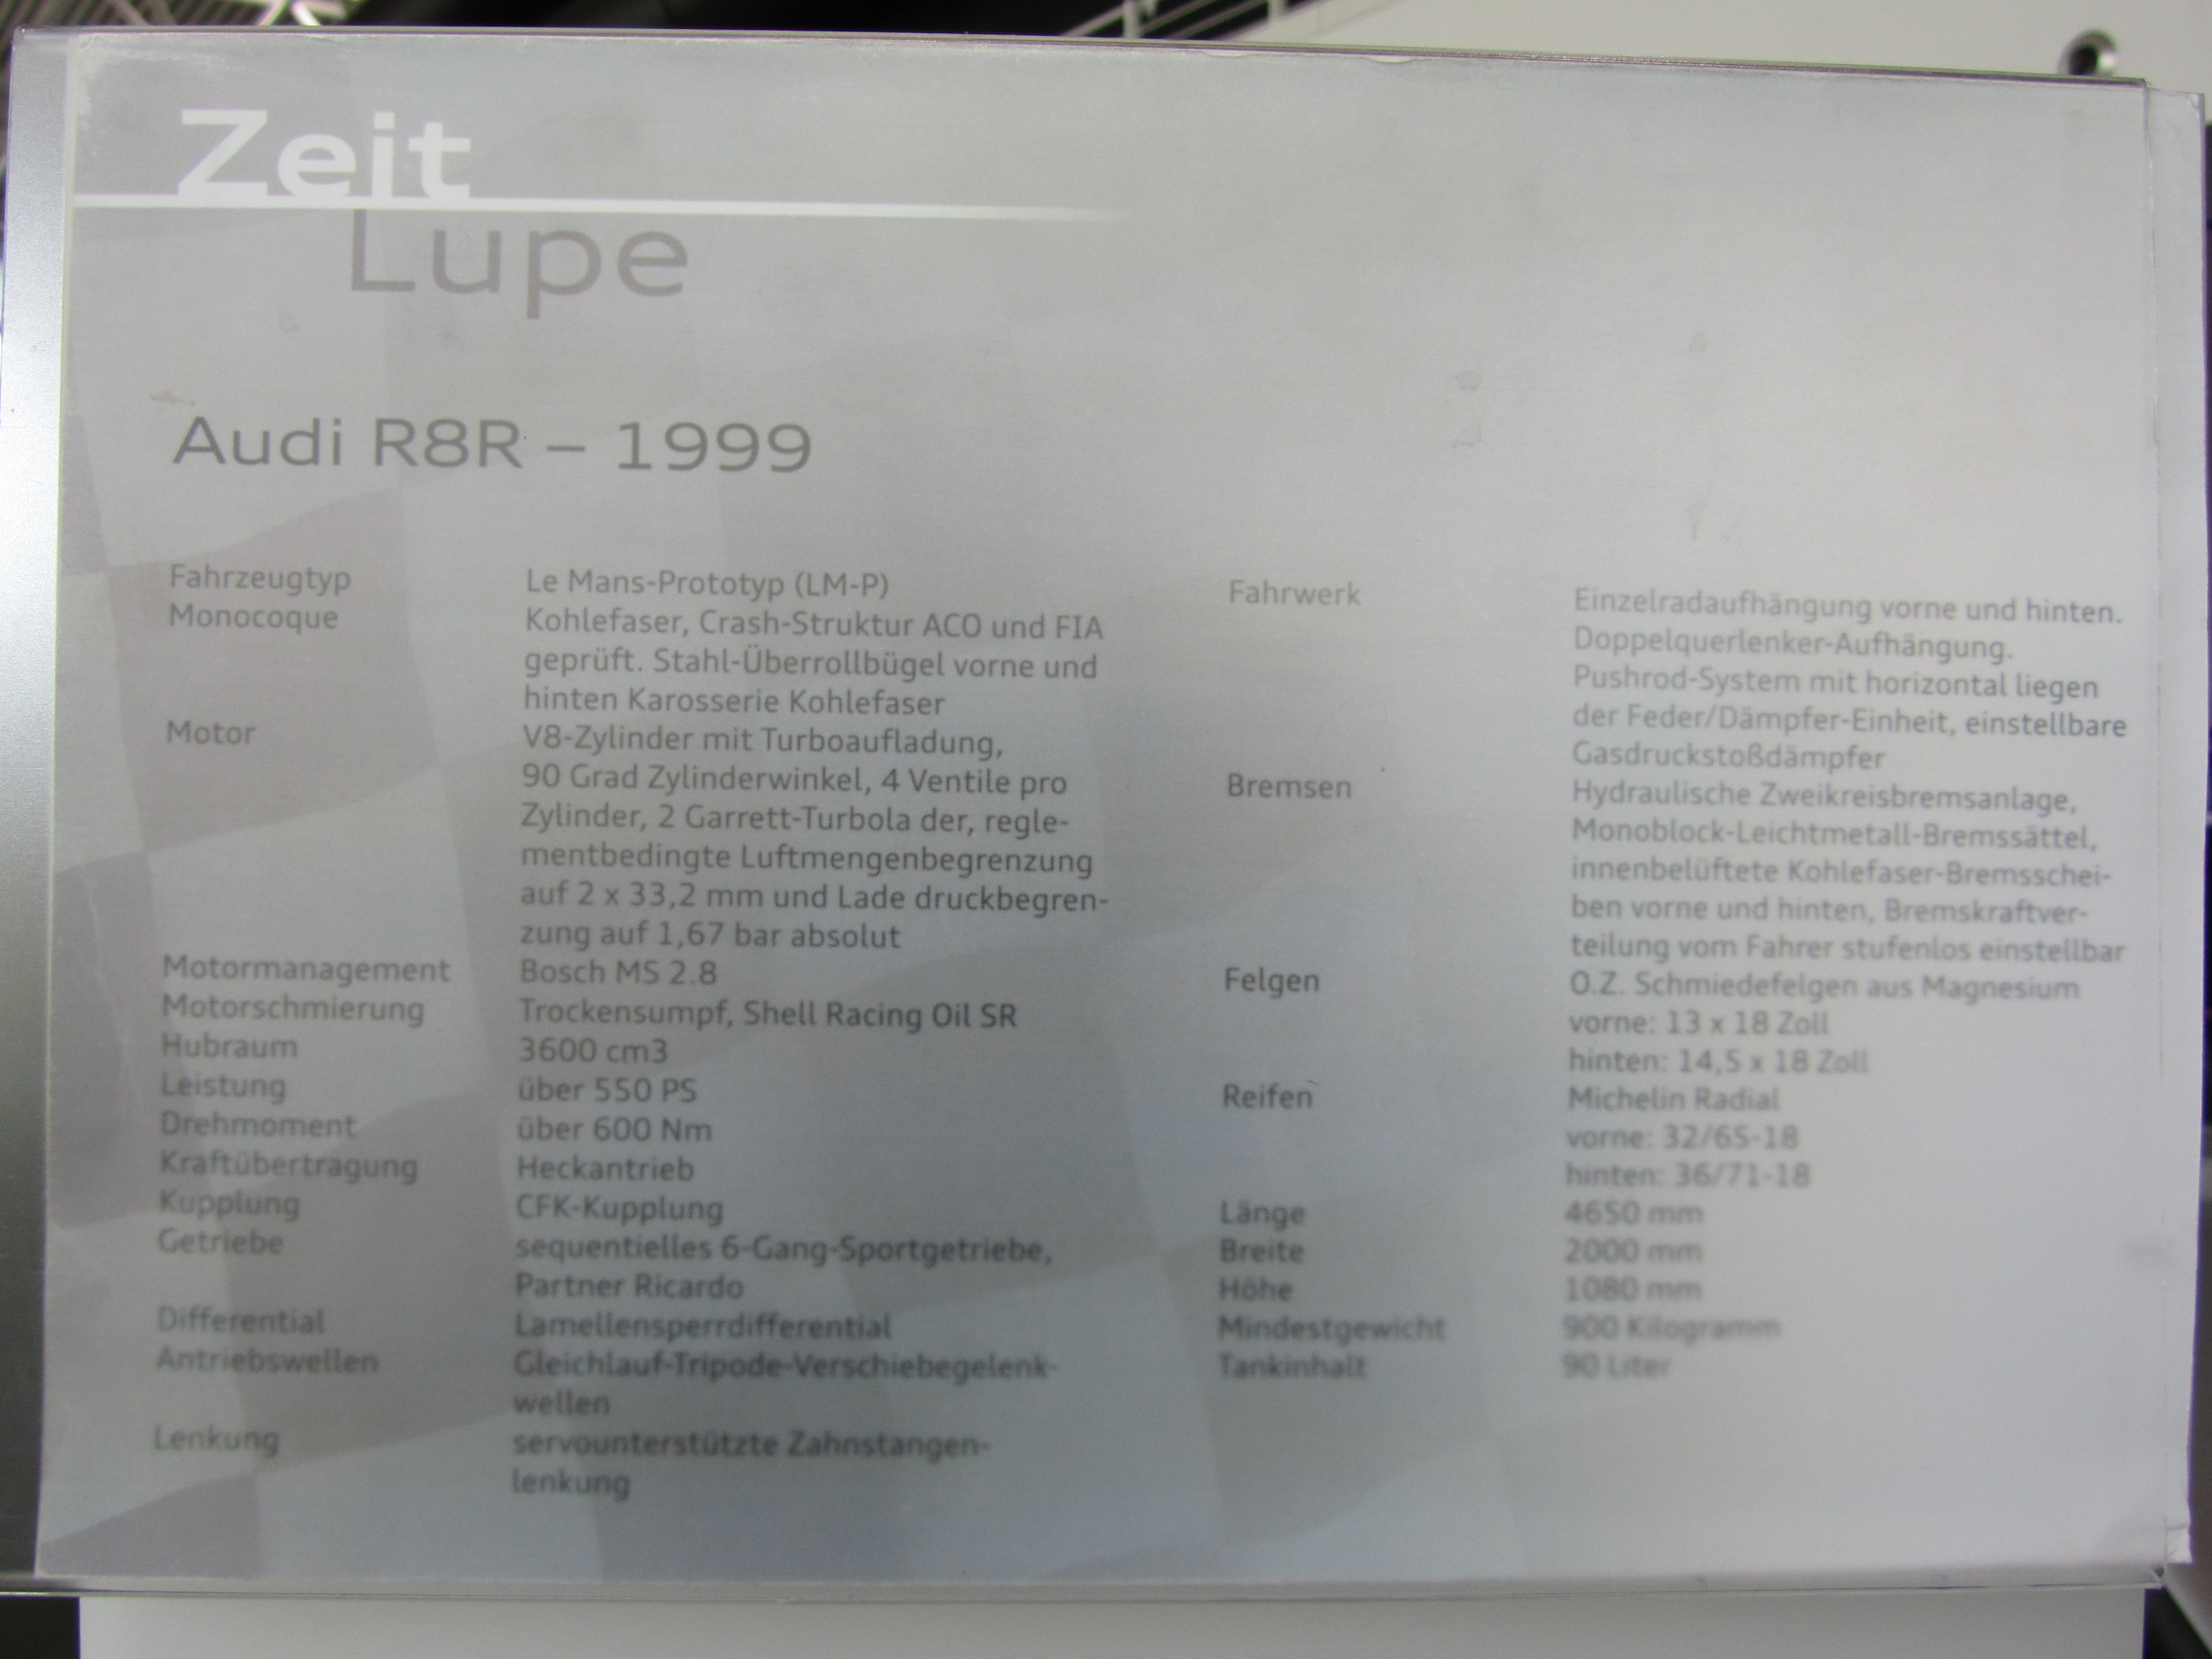 Zeit
Lupe
Audi R8R – 1999
Fahrzeugtyp Le Mans-Prototyp (LM-P)
Monocoque Kohlefaser, Crash-Struktur ACO und FIA
geprüft. Stahl-Überrollbügel vorne und
hinten Karosserie Kohlefaser
Motor V8-Zylinder mit Turboaufladung,
90 Grad Zylinderwinkel, 4 Ventile pro
Zylinder, 2 Garrett-Turbola der, regle-
mentbedingte Luftmengenbegrenzung
auf 2 x 33,2 mm und Lade druckbegren-
zung auf 1,67 bar absolut
Motormanagement Bosch MS 2.8
Motorschmierung Trockensumpf, Shell Racing Oil SR
Hubraum 3600 cm3
Leistung über 550 PS
Drehmoment über 600 Nm
Kraftübertragung Heckantrieb
Kupplung CFK-Kupplung
Getriebe sequentielles 6-Gang-Sportgetriebe,
Partner Ricardo
Differential Lamellensperrdifferential
Antriebswellen Gleichlauf-Tripode-Verschiebegelenk-
wellen
Lenkung servounterstützte Zahnstangen-
lenkung
Fahrwerk Einzelradaufhängung vorne und hinten.
Doppelquerlenker-Aufhängung.
Pushrod-System mit horizontal liegen
der Feder/Dämpfer-Einheit, einstellbare
Gasdruckstoßdämpfer
Bremsen Hydraulische Zweikreisbremsanlage,
Monoblock-Leichtmetall-Bremssättel,
innenbelüftete Kohlefaser-Bremsschei-
ben vorne und hinten, Bremskraftver-
teilung vom Fahrer stufenlos einstellbar
Felgen O.Z. Schmiedefelgen aus Magnesium
vorne: 13 x 18 Zoll
hinten: 14,5 x 18 Zoll
Reifen Michelin Radial
vorne: 32/65-18
hinten: 36/71-18
Länge 4650 mm
Breite 2000 mm
Höhe 1080 mm
Mindestgewicht 900 Kilogramm
Tankinhalt 90 Liter